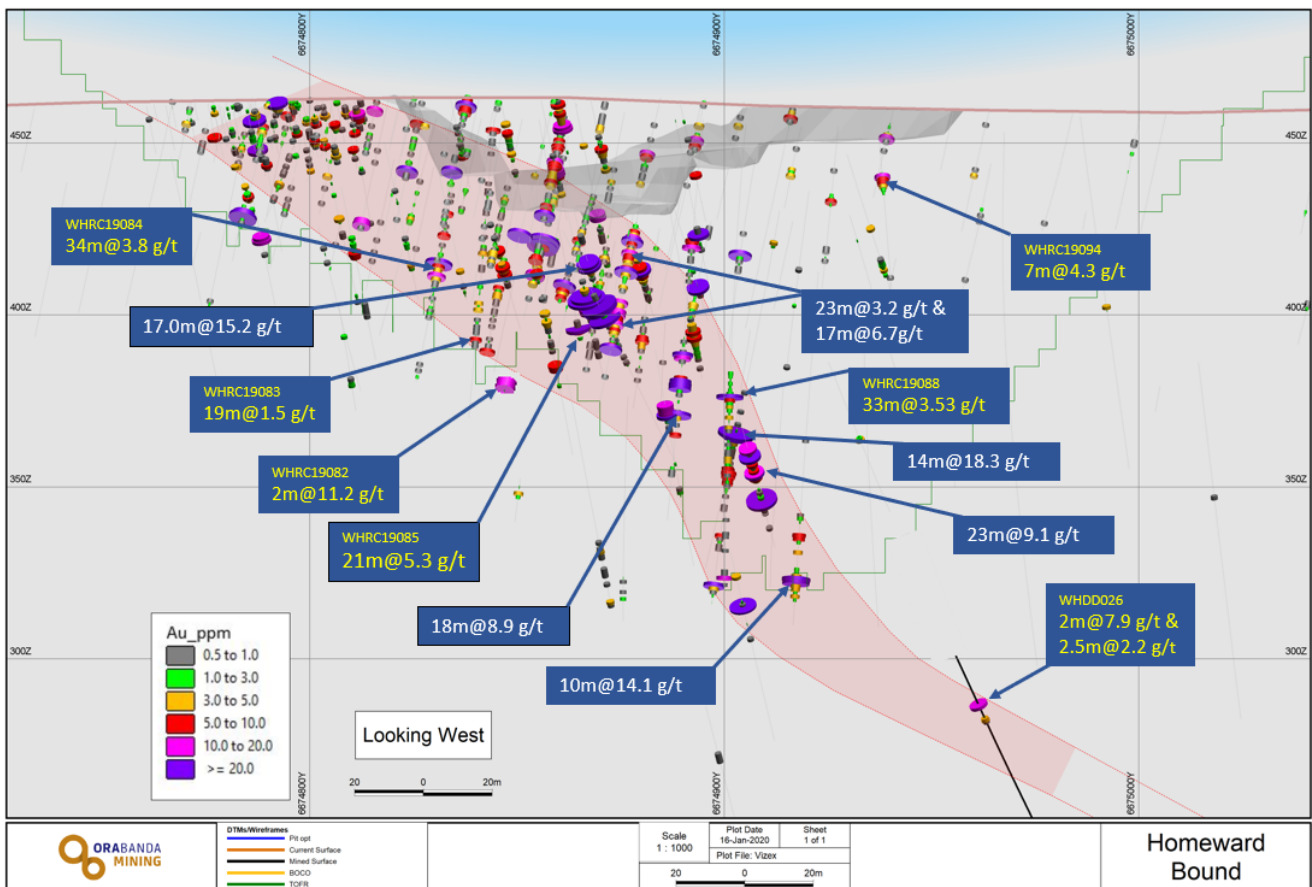 6674800Y
6674900Y
6675000Y
450Z
450Z
400Z
400Z
350Z
350Z
300Z
300Z
WHRC19084
34m@3.8 g/t
17.0m@15.2 g/t
WHRC19083
19m@1.5 g/t
WHRC19082
2m@11.2 g/t
WHRC19085
21m@5.3 g/t
18m@8.9 g/t
10m@14.1 g/t
WHRC19094
7m@4.3 g/t
23m@3.2 g/t &
17m@6.7g/t
WHRC19088
33m@3.53 g/t
14m@18.3 g/t
23m@9.1 g/t
WHDD026
2m@7.9 g/t &
2.5m@2.2 g/t
Au_ppm
0.5 to 1.0
1.0 to 3.0
3.0 to 5.0
5.0 to 10.0
10.0 to 20.0
>= 20.0
Looking West
20 0 20m
6674800Y
6674900Y
6675000Y
ORABANDA
MINING
DTMs/Wireframes
Pit opt
Current Surface
Mined Surface
BOCO
TOFR
Scale
1 : 1000
Plot Date
16-Jan-2020
Sheet
1 of 1
Plot File: Vizex
20 0 20m
Homeward
Bound